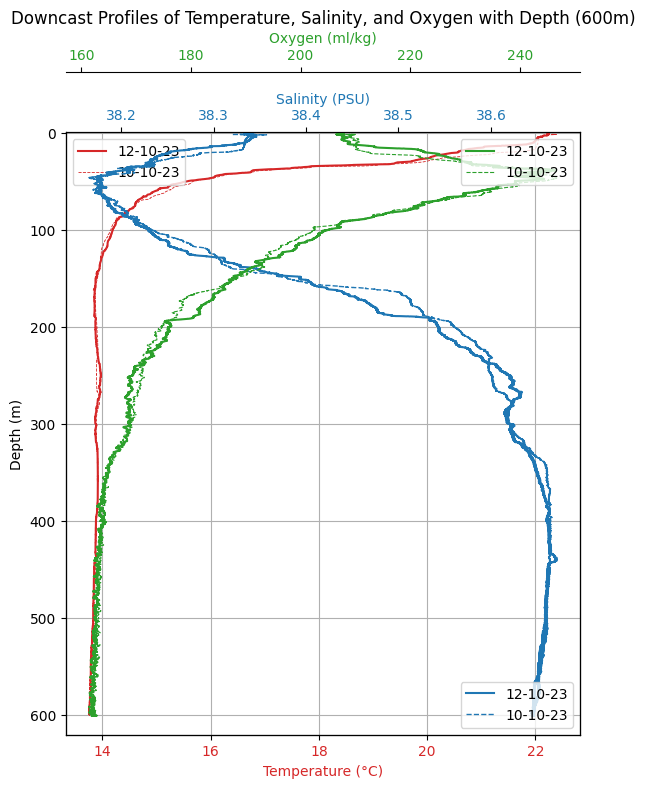 Downcast Profiles of Temperature, Salinity, and Oxygen with Depth (600m)
Oxygen (ml/kg)
160 180 200 220 240
Salinity (PSU)
38.2 38.3 38.4 38.5 38.6
0
12-10-23
10-10-23
12-10-23
10-10-23
100
200
300
400
500
600
Depth (m)
12-10-23
10-10-23
14 16 18 20 22
Temperature (°C)